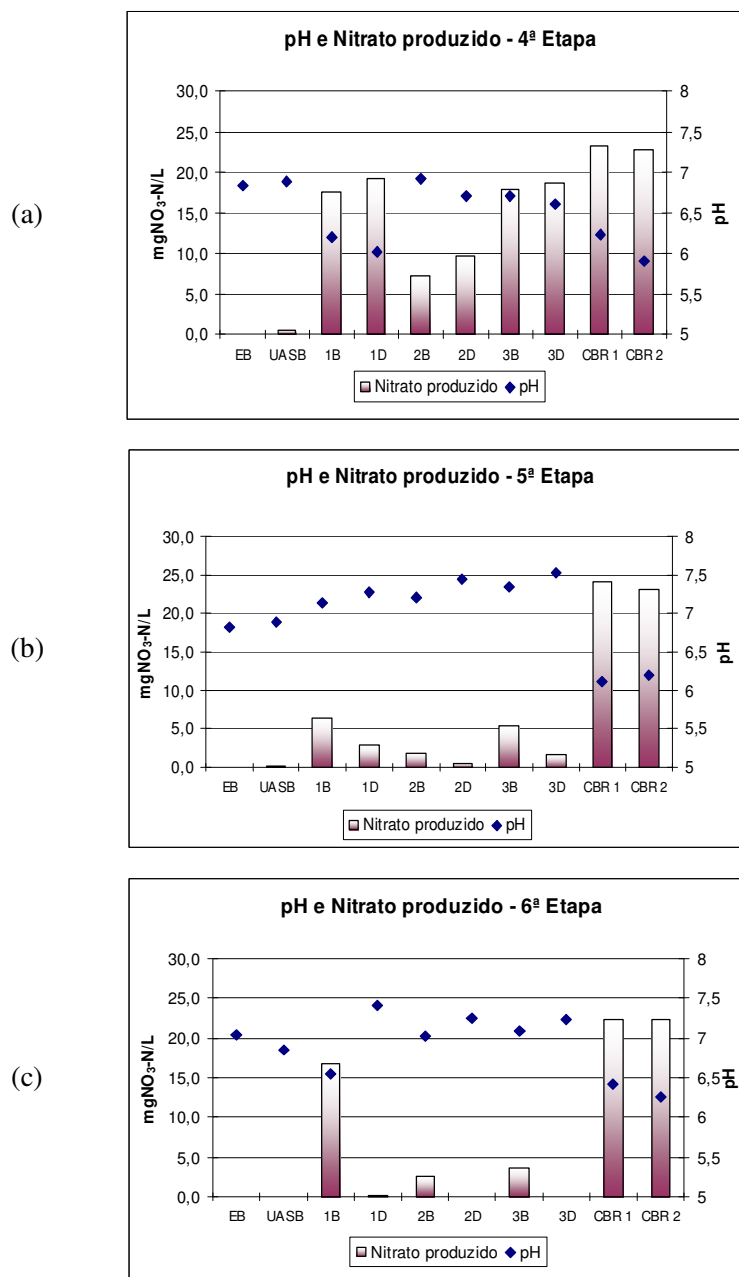 (a)
pH e Nitrato produzido - 4ª Etapa
mgNO₃-N/L
30,0
25,0
20,0
15,0
10,0
5,0
0,0
8
7,5
7
6,5
6
5,5
5
pH
EB UASB 1B 1D 2B 2D 3B 3D CBR 1 CBR 2
Nitrato produzido pH
(b)
pH e Nitrato produzido - 5ª Etapa
mgNO₃-N/L
30,0
25,0
20,0
15,0
10,0
5,0
0,0
8
7,5
7
6,5
6
5,5
5
pH
EB UASB 1B 1D 2B 2D 3B 3D CBR 1 CBR 2
Nitrato produzido pH
(c)
pH e Nitrato produzido - 6ª Etapa
mgNO₃-N/L
30,0
25,0
20,0
15,0
10,0
5,0
0,0
8
7,5
7
6,5
6
5,5
5
pH
EB UASB 1B 1D 2B 2D 3B 3D CBR 1 CBR 2
Nitrato produzido pH